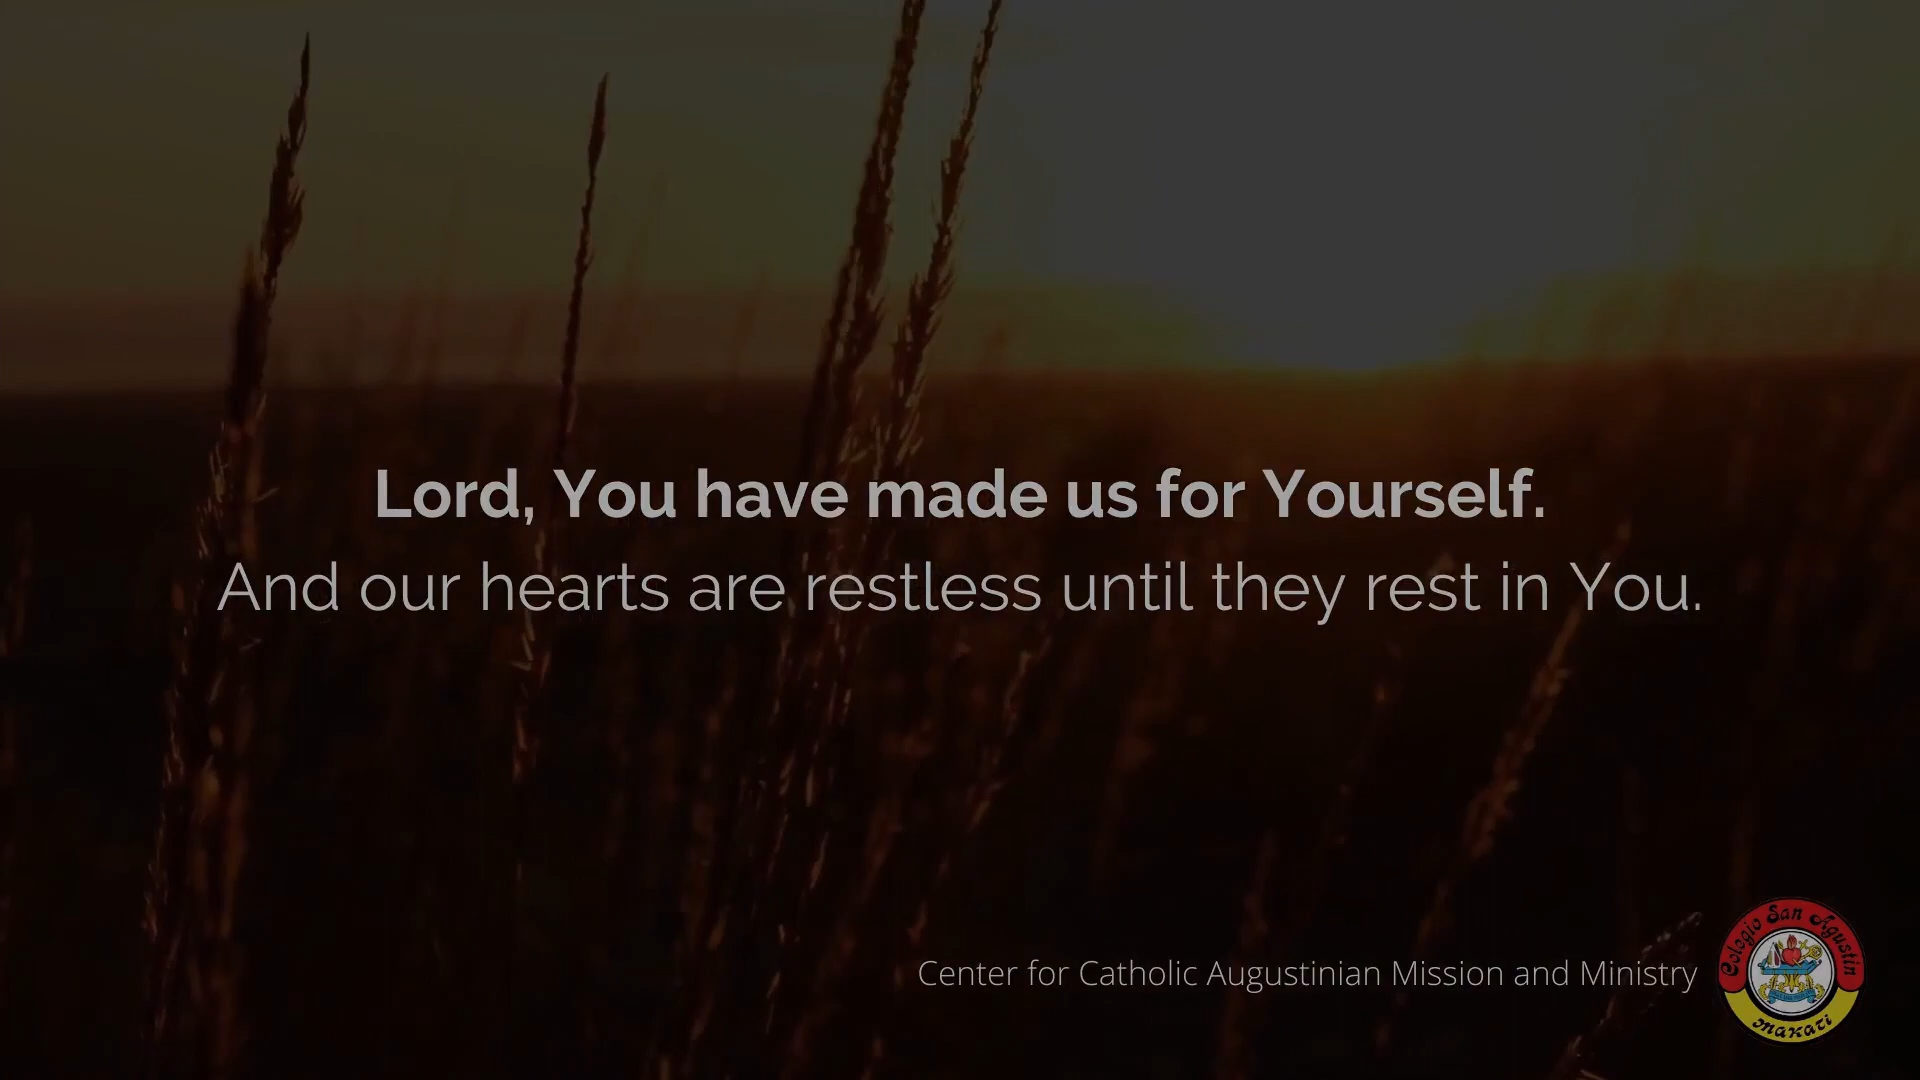 Lord, You have made us for Yourself.
And our hearts are restless until they rest in You.
Center for Catholic Augustinian Mission and Ministry
Colegio San Agustin
Makati